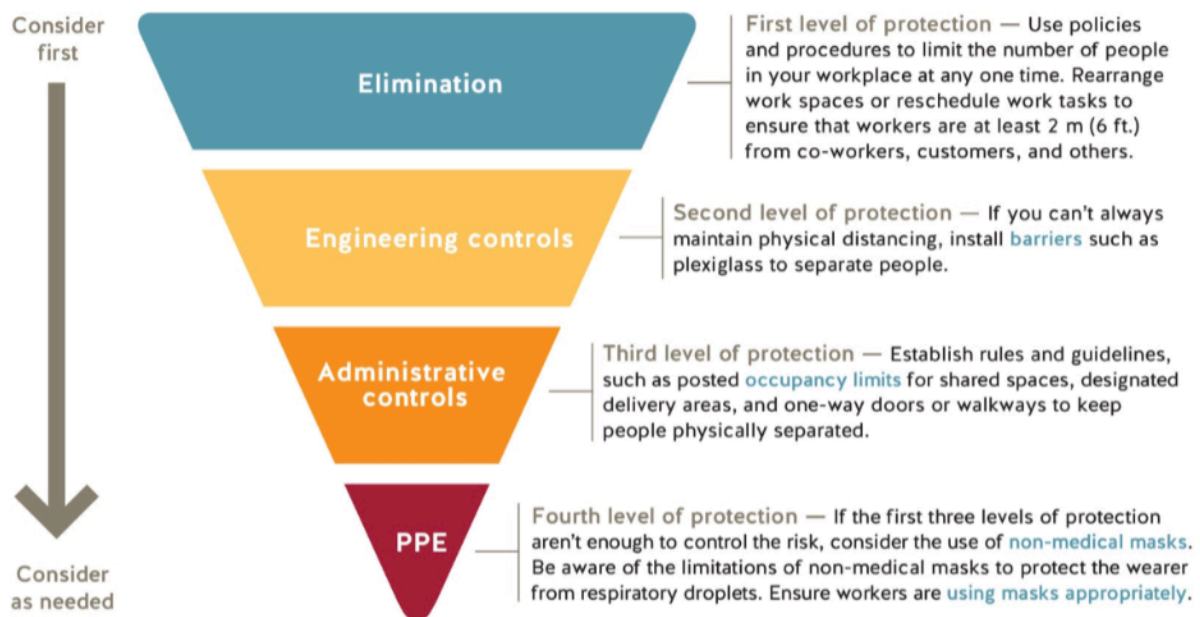 Consider
first
Elimination
First level of protection — Use policies
and procedures to limit the number of people
in your workplace at any one time. Rearrange
work spaces or reschedule work tasks to
ensure that workers are at least 2 m (6 ft.)
from co-workers, customers, and others.
Engineering controls
Second level of protection — If you can't always
maintain physical distancing, install barriers such as
plexiglass to separate people.
Administrative
controls
Third level of protection — Establish rules and guidelines,
such as posted occupancy limits for shared spaces, designated
delivery areas, and one-way doors or walkways to keep
people physically separated.
PPE
Fourth level of protection — If the first three levels of protection
aren't enough to control the risk, consider the use of non-medical masks.
Be aware of the limitations of non-medical masks to protect the wearer
from respiratory droplets. Ensure workers are using masks appropriately.
Consider
as needed